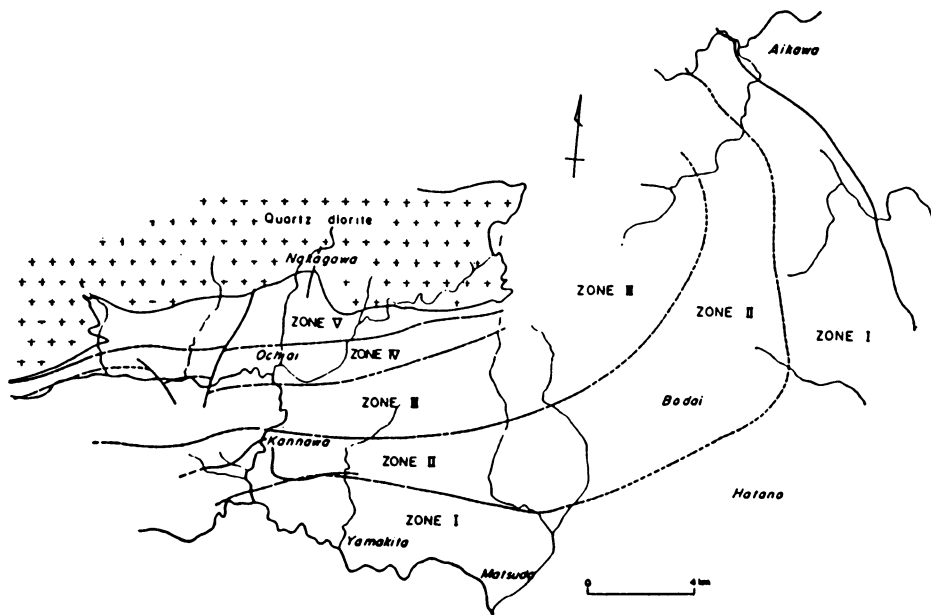 Aikawa
Quartz diorite
Nakagawa
ZONE III
ZONE II
ZONE V
ZONE I
Ochiai
ZONE IV
ZONE III
Bodai
Kannawa
ZONE II
Hatano
ZONE I
Yamakita
Matsuda
0 4 km